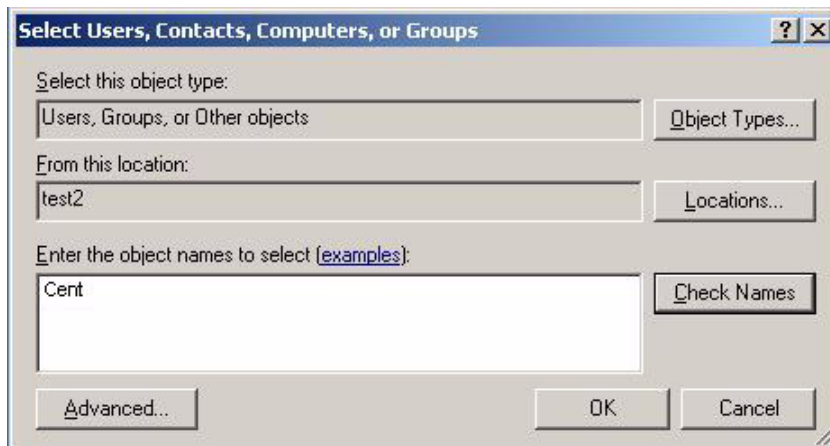 Select Users, Contacts, Computers, or Groups
Select this object type:
Users, Groups, or Other objects
Object Types...
From this location:
test2
Locations...
Enter the object names to select (examples):
Cent
Check Names
Advanced...
OK
Cancel